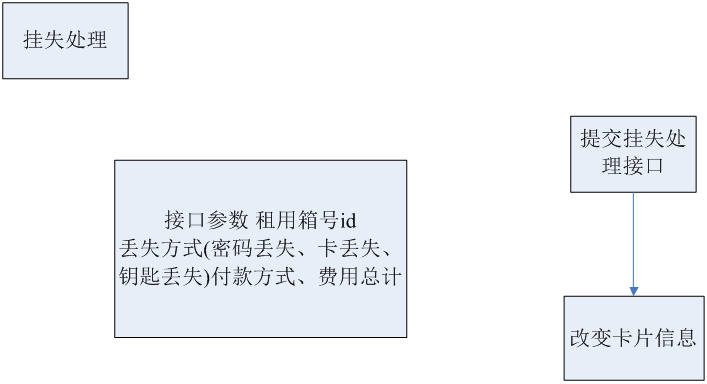 挂失处理
提交挂失处
理接口
接口参数 租用箱号id
丢失方式(密码丢失、卡丢失、
钥匙丢失)付款方式、费用总计
改变卡片信息